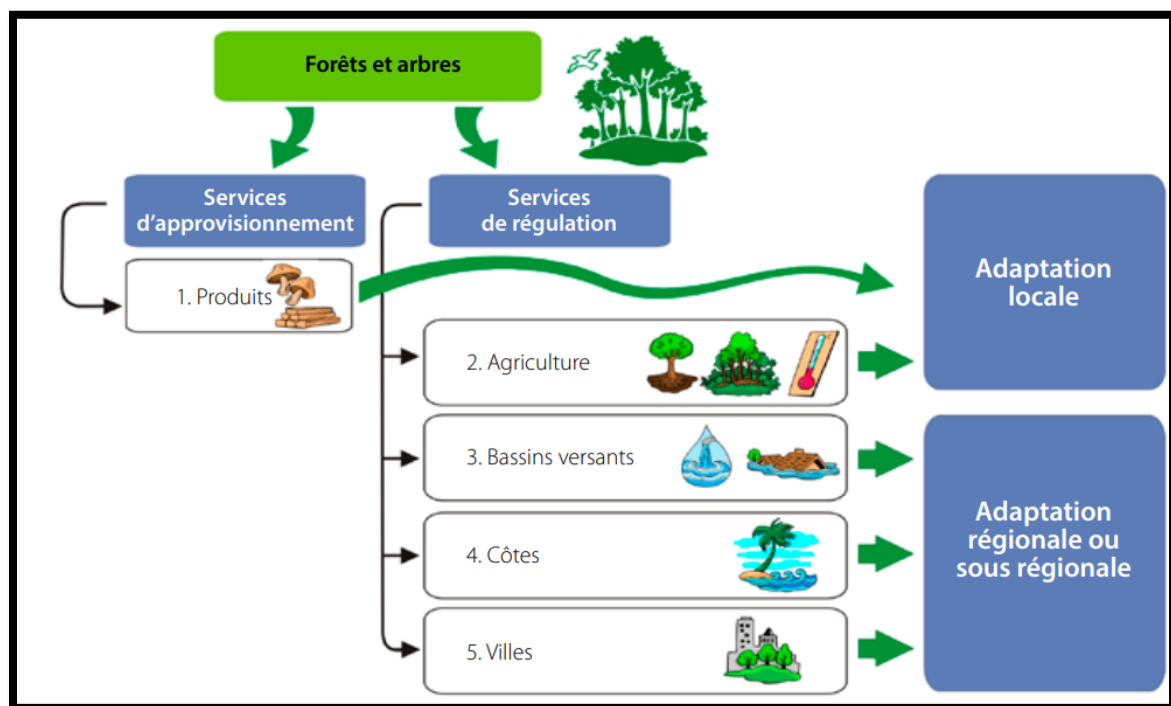 Forêts et arbres
Services
d'approvisionnement
Services
de régulation
1. Produits
Adaptation
locale
2. Agriculture
3. Bassins versants
4. Côtes
5. Villes
Adaptation
régionale ou
sous régionale